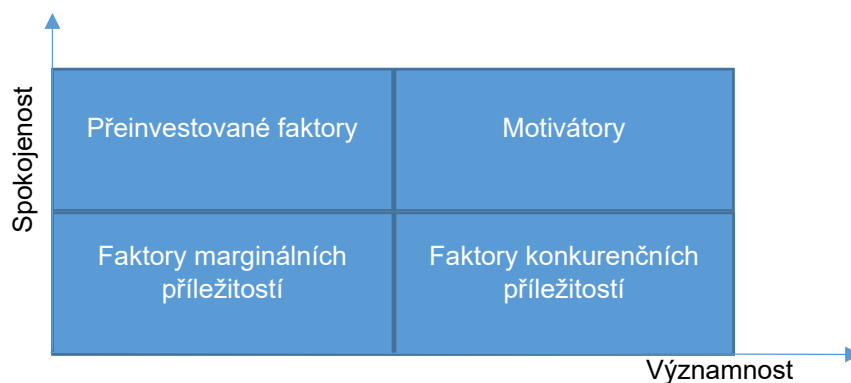 Spokojenost
Přeinvestované faktory
Motivátory
Faktory marginálních
příležitostí
Faktory konkurenčních
příležitostí
Významnost